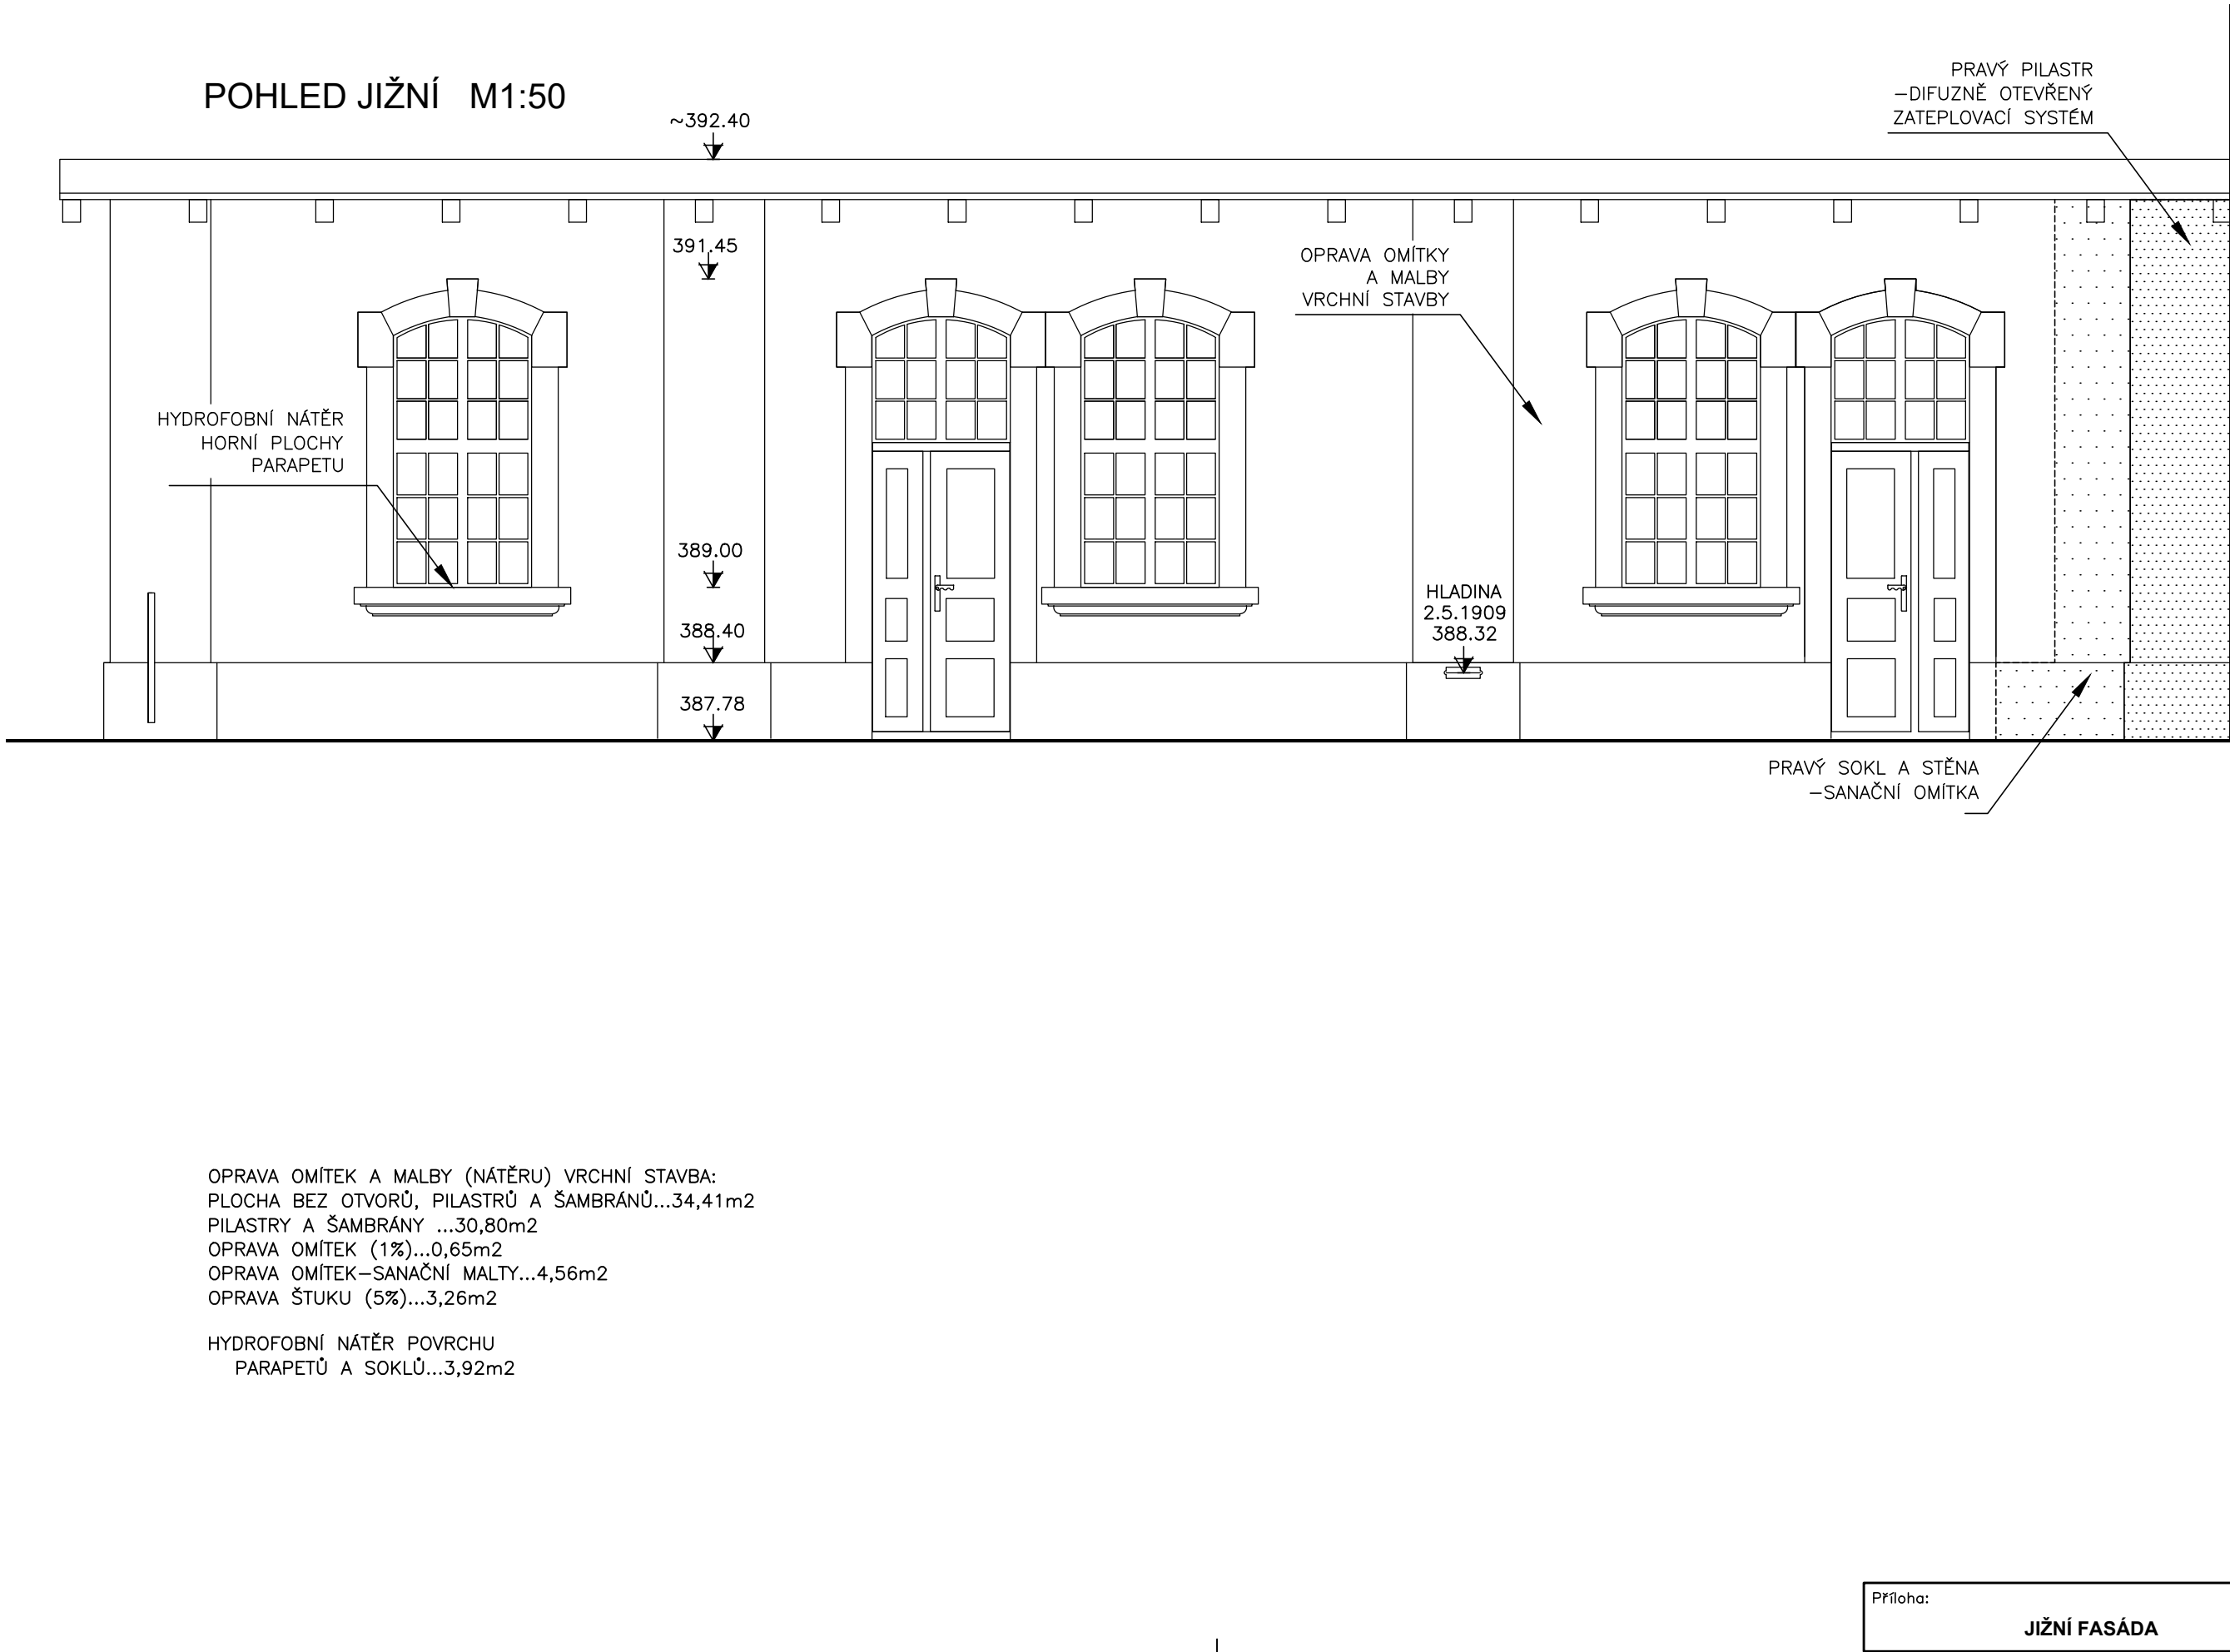 POHLED JIŽNÍ M1:50
~392.40
PRAVÝ PILASTR
-DIFUZNĚ OTEVŘENÝ
ZATEPLOVACÍ SYSTÉM
391.45
OPRAVA OMÍTKY
A MALBY
VRCHNÍ STAVBY
HYDROFOBNÍ NÁTĚR
HORNÍ PLOCHY
PARAPETU
389.00
388.40
HLADINA
2.5.1909
388.32
387.78
PRAVÝ SOKL A STĚNA
-SANAČNÍ OMÍTKA
OPRAVA OMÍTEK A MALBY (NÁTĚRU) VRCHNÍ STAVBA:
PLOCHA BEZ OTVORŮ, PILASTRŮ A ŠAMBRÁNŮ...34,41m2
PILASTRY A ŠAMBRÁNY ...30,80m2
OPRAVA OMÍTEK (1%)...0,65m2
OPRAVA OMÍTEK-SANAČNÍ MALTY...4,56m2
OPRAVA ŠTUKU (5%)...3,26m2
HYDROFOBNÍ NÁTĚR POVRCHU
PARAPETŮ A SOKLŮ...3,92m2
Příloha:
JIŽNÍ FASÁDA